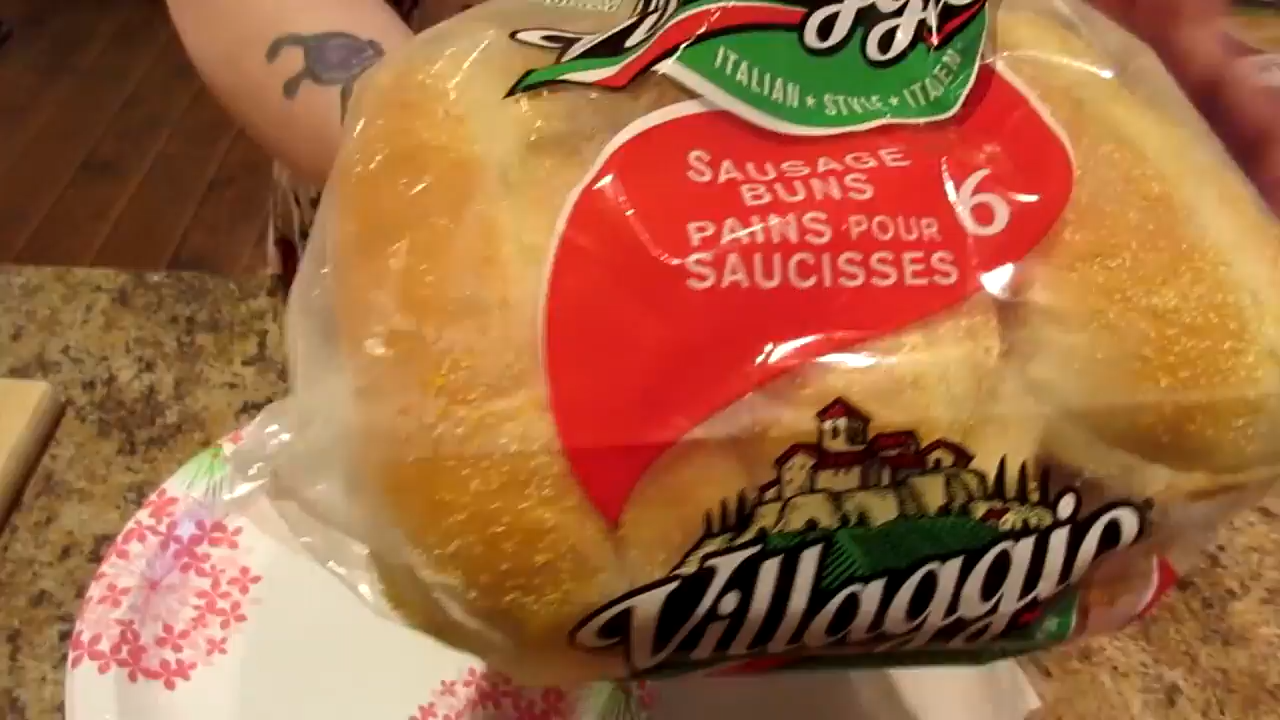 ITALIAN ★ STYLE ★ ITALIEN
SAUSAGE
BUNS
PAINS POUR
SAUCISSES
6
Villaggio